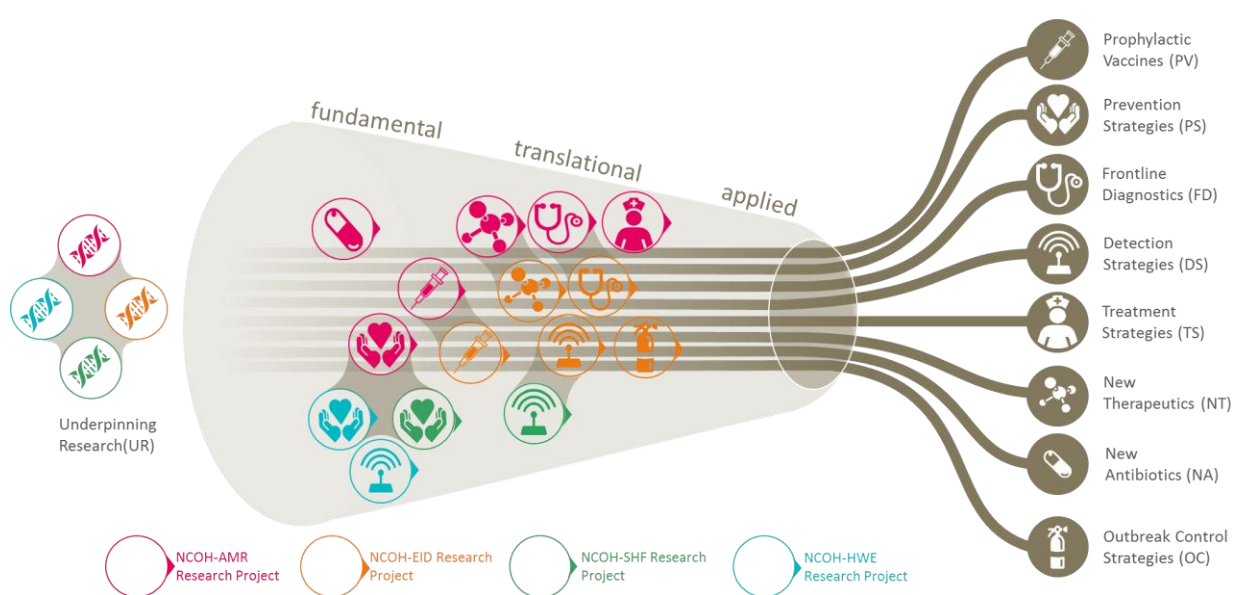 fundamental
translational
applied
Underpinning
Research(UR)
Prophylactic
Vaccines (PV)
Prevention
Strategies (PS)
Frontline
Diagnostics (FD)
Detection
Strategies (DS)
Treatment
Strategies (TS)
New
Therapeutics (NT)
New
Antibiotics (NA)
Outbreak Control
Strategies (OC)
NCOH-AMR
Research Project
NCOH-EID Research
Project
NCOH-SHF Research
Project
NCOH-HWE
Research Project